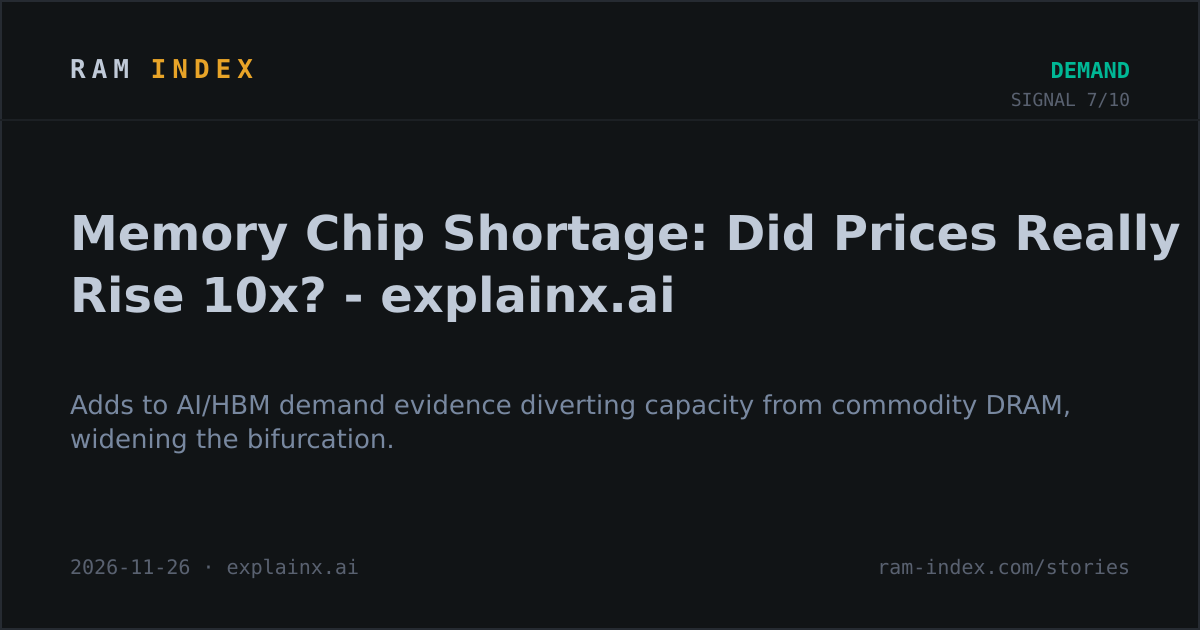 RAM INDEX
DEMAND
SIGNAL 7/10
Memory Chip Shortage: Did Prices Really
Rise 10x? - explainx.ai
Adds to AI/HBM demand evidence diverting capacity from commodity DRAM,
widening the bifurcation.
2026-11-26 · explainx.ai
ram-index.com/stories